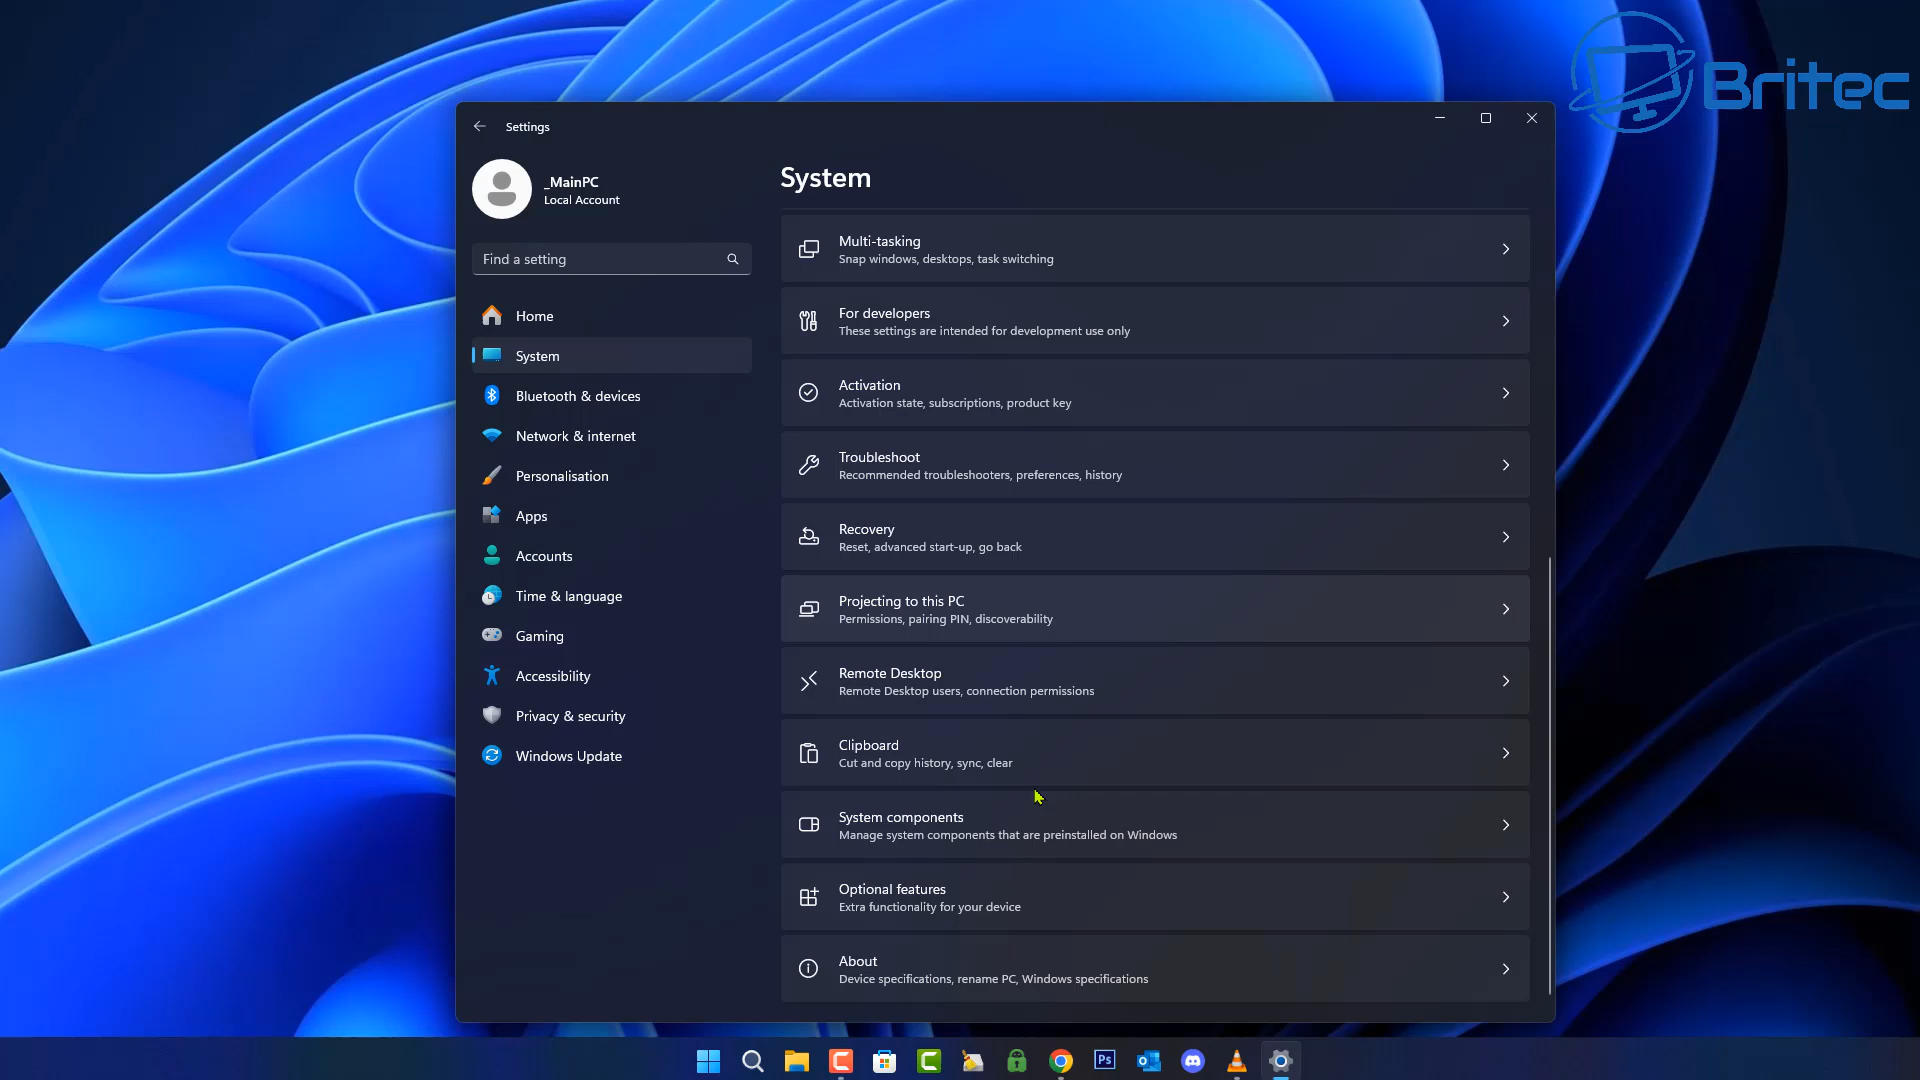 Britec
Settings
_MainPC
Local Account
Find a setting
Home
System
Bluetooth & devices
Network & internet
Personalisation
Apps
Accounts
Time & language
Gaming
Accessibility
Privacy & security
Windows Update
System
Multi-tasking
Snap windows, desktops, task switching
For developers
These settings are intended for development use only
Activation
Activation state, subscriptions, product key
Troubleshoot
Recommended troubleshooters, preferences, history
Recovery
Reset, advanced start-up, go back
Projecting to this PC
Permissions, pairing PIN, discoverability
Remote Desktop
Remote Desktop users, connection permissions
Clipboard
Cut and copy history, sync, clear
System components
Manage system components that are preinstalled on Windows
Optional features
Extra functionality for your device
About
Device specifications, rename PC, Windows specifications
Ps